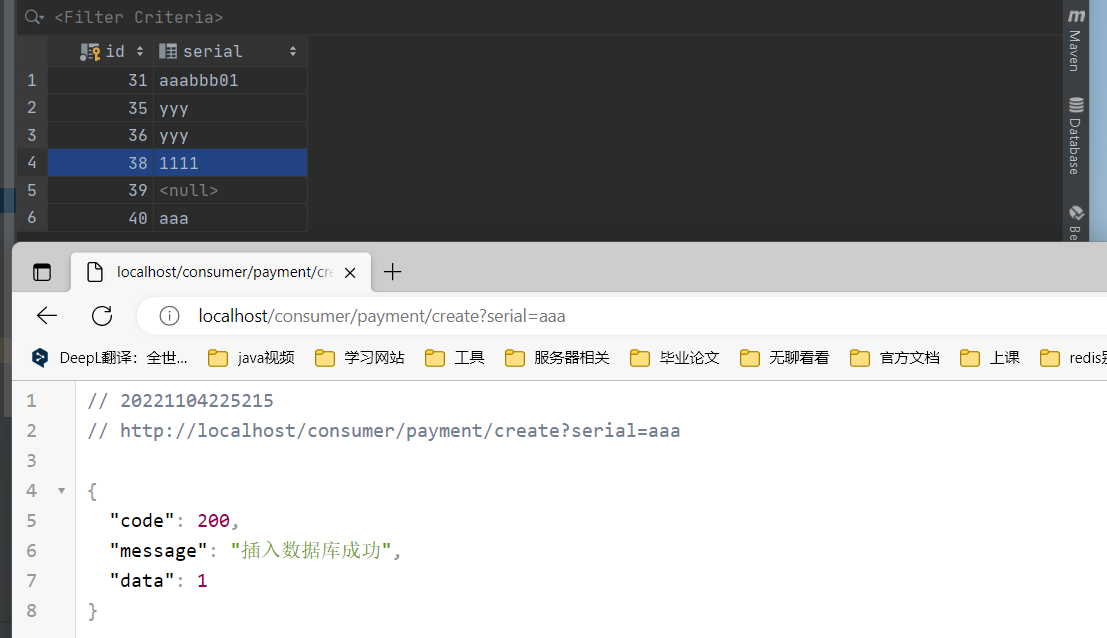 <Filter Criteria>
id serial
1 31 aaabbb01
2 35 yyy
3 36 yyy
4 38 1111
5 39 <null>
6 40 aaa
m Maven
Database
Be
localhost/consumer/payment/cre
localhost/consumer/payment/create?serial=aaa
DeepL翻译：全世... java视频 学习网站 工具 服务器相关 毕业论文 无聊看看 官方文档 上课 redis
1 // 20221104225215
2 // http://localhost/consumer/payment/create?serial=aaa
3
4 {
5 "code": 200,
6 "message": "插入数据库成功",
7 "data": 1
8 }